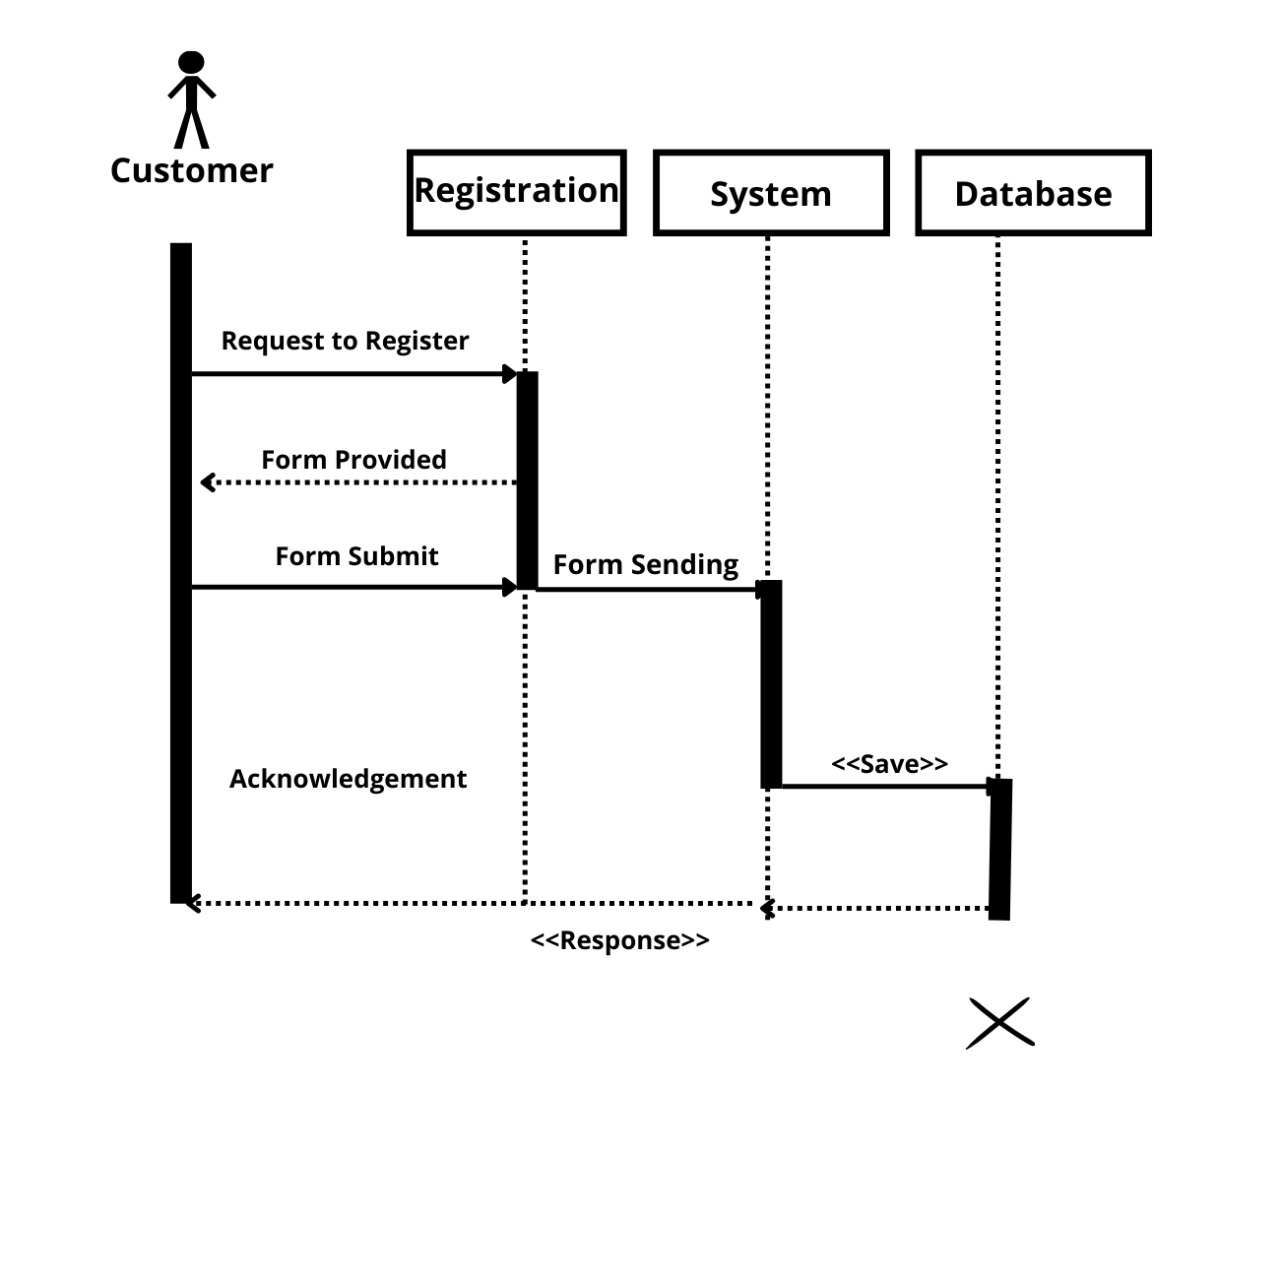 Customer
Registration
System
Database
Request to Register
Form Provided
Form Submit
Form Sending
<<Save>>
Acknowledgement
<<Response>>